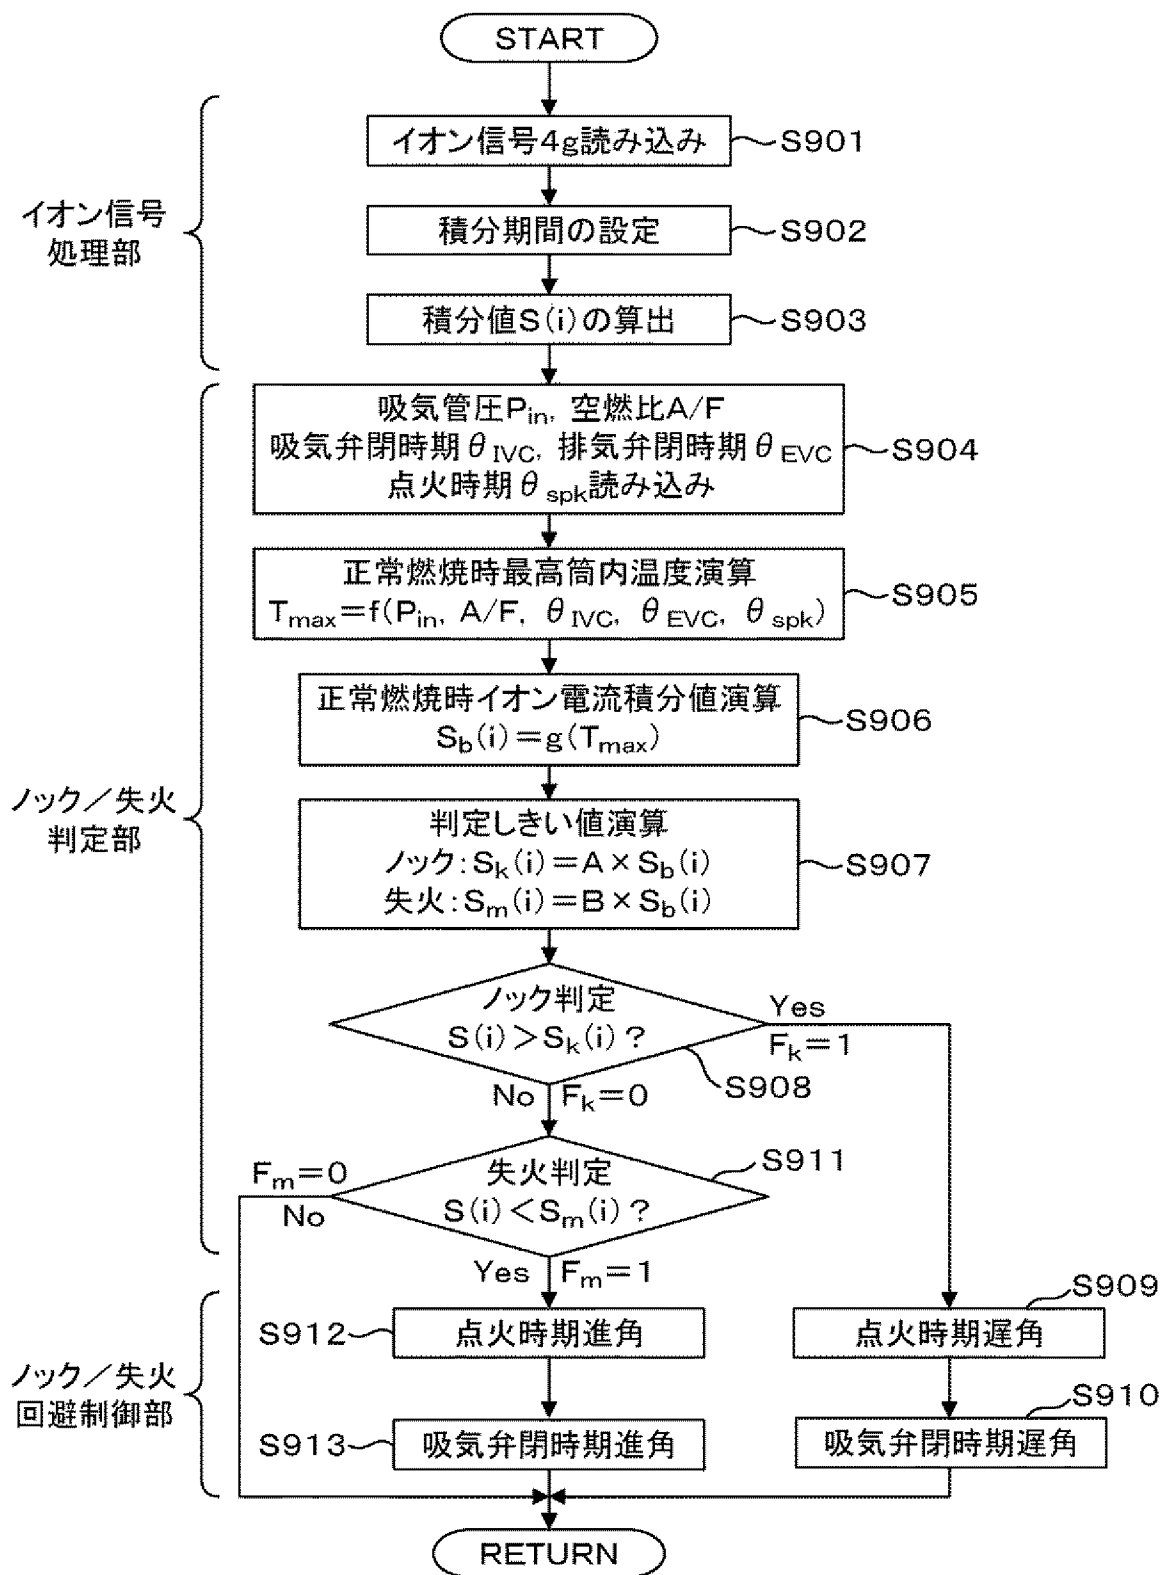 START
イオン信号4g読み込み
S901
イオン信号
処理部
積分期間の設定
S902
積分値S(i)の算出
S903
吸気管圧Pin, 空燃比A/F
吸気弁閉時期θIVC, 排気弁閉時期θEVC
点火時期θspk読み込み
S904
正常燃焼時最高筒内温度演算
Tmax=f(Pin, A/F, θIVC, θEVC, θspk)
S905
正常燃焼時イオン電流積分値演算
Sb(i)=g(Tmax)
S906
ノック/失火
判定部
判定しきい値演算
ノック:Sk(i)=A×Sb(i)
失火:Sm(i)=B×Sb(i)
S907
ノック判定
S(i)>Sk(i)?
Yes
Fk=1
S908
No Fk=0
失火判定
S(i)<Sm(i)?
S911
Fm=0
No
Yes Fm=1
ノック/失火
回避制御部
S912
点火時期進角
点火時期遅角
S909
S913
吸気弁閉時期進角
吸気弁閉時期遅角
S910
RETURN